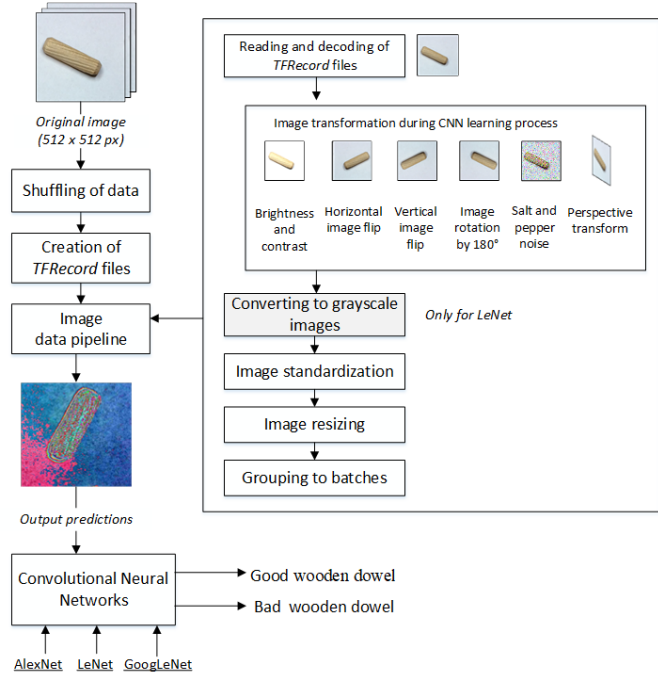 Original image
(512 x 512 px)
Shuffling of data
Creation of
TFRecord files
Image
data pipeline
Output predictions
Convolutional Neural
Networks
AlexNet
LeNet
GoogLeNet
Good wooden dowel
Bad wooden dowel
Reading and decoding of
TFRecord files
Image transformation during CNN learning process
Brightness
and
contrast
Horizontal
image flip
Vertical
image flip
Image
rotation
by 180°
Salt and
pepper
noise
Perspective
transform
Converting to grayscale
images
Only for LeNet
Image standardization
Image resizing
Grouping to batches